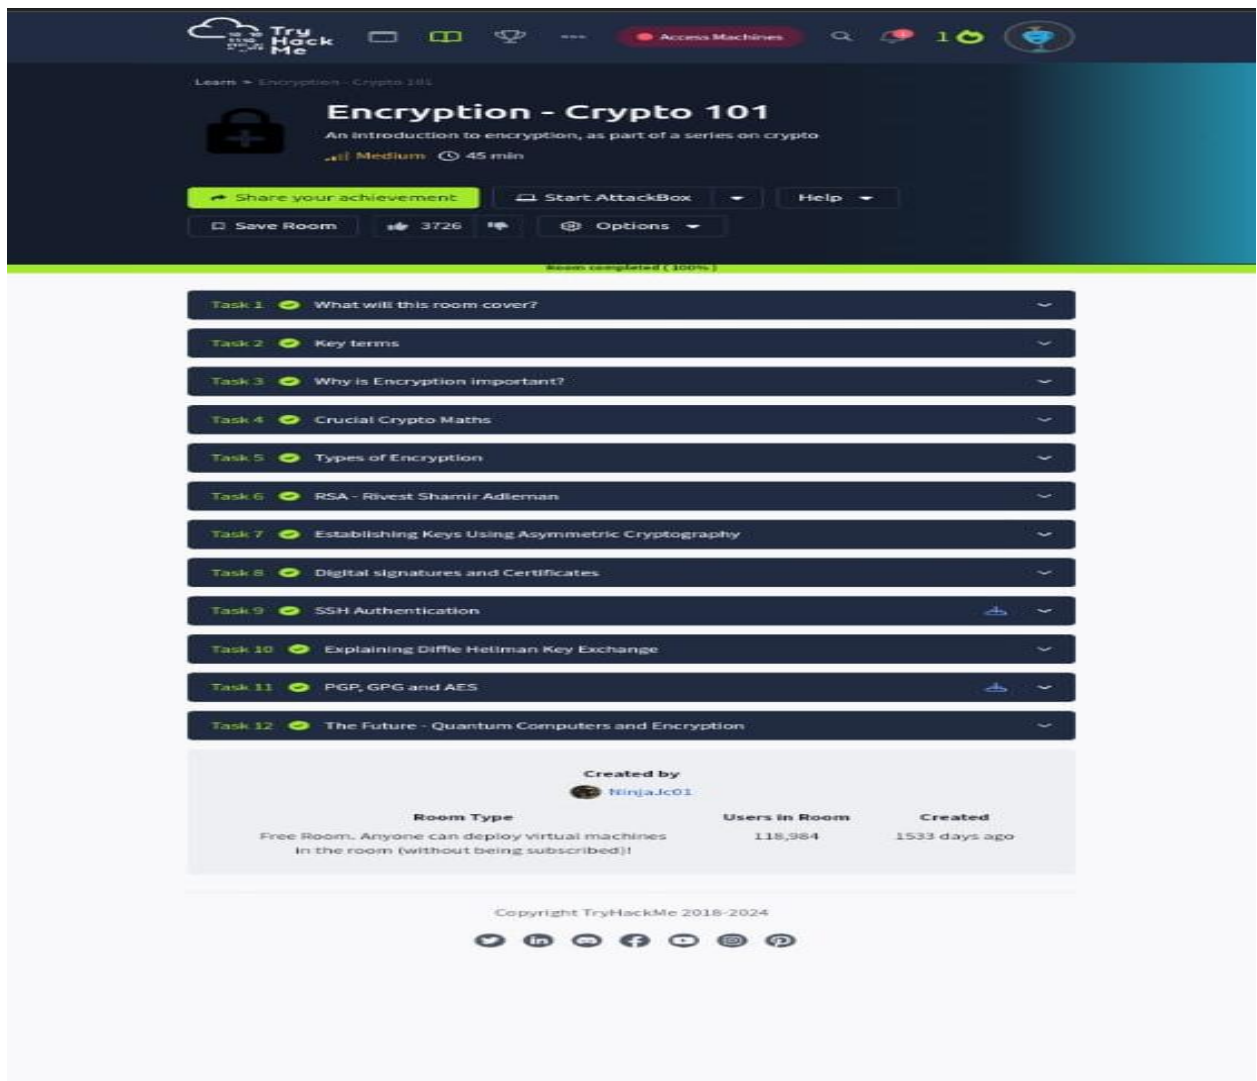 Try
Hack
Me
Access Machines
1
Learn > Encryption - Crypto 101
Encryption - Crypto 101
An introduction to encryption, as part of a series on crypto
Medium 45 min
Share your achievement
Start AttackBox
Help
Save Room
3726
Options
Room completed ( 100% )
Task 1 What will this room cover?
Task 2 Key terms
Task 3 Why is Encryption important?
Task 4 Crucial Crypto Maths
Task 5 Types of Encryption
Task 6 RSA - Rivest Shamir Adleman
Task 7 Establishing Keys Using Asymmetric Cryptography
Task 8 Digital signatures and Certificates
Task 9 SSH Authentication
Task 10 Explaining Diffie Hellman Key Exchange
Task 11 PGP, GPG and AES
Task 12 The Future - Quantum Computers and Encryption
Created by
NinjaJc01
Room Type
Free Room. Anyone can deploy virtual machines
in the room (without being subscribed)!
Users in Room
118,984
Created
1533 days ago
Copyright TryHackMe 2018-2024